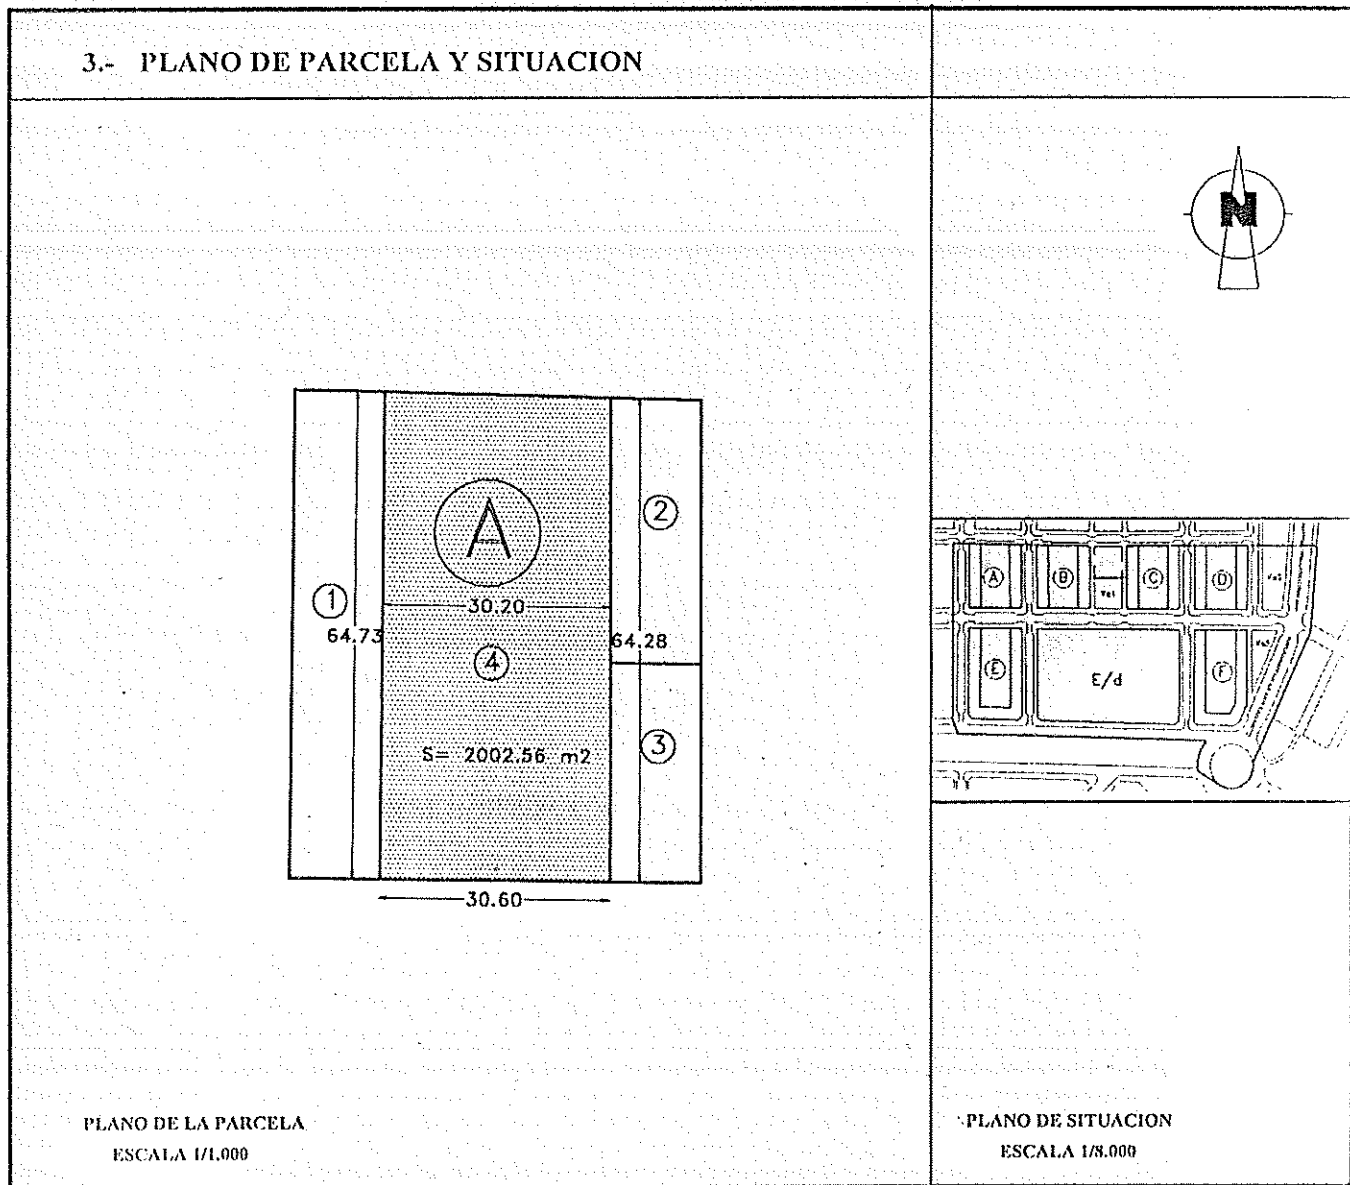 3.- PLANO DE PARCELA Y SITUACION
N
A
2
1
30.20
64.73
64.28
4
3
S= 2002.56 m2
30.60
A
B
C
D
E
E/d
F
PLANO DE LA PARCELA
ESCALA 1/1.000
PLANO DE SITUACION
ESCALA 1/8.000